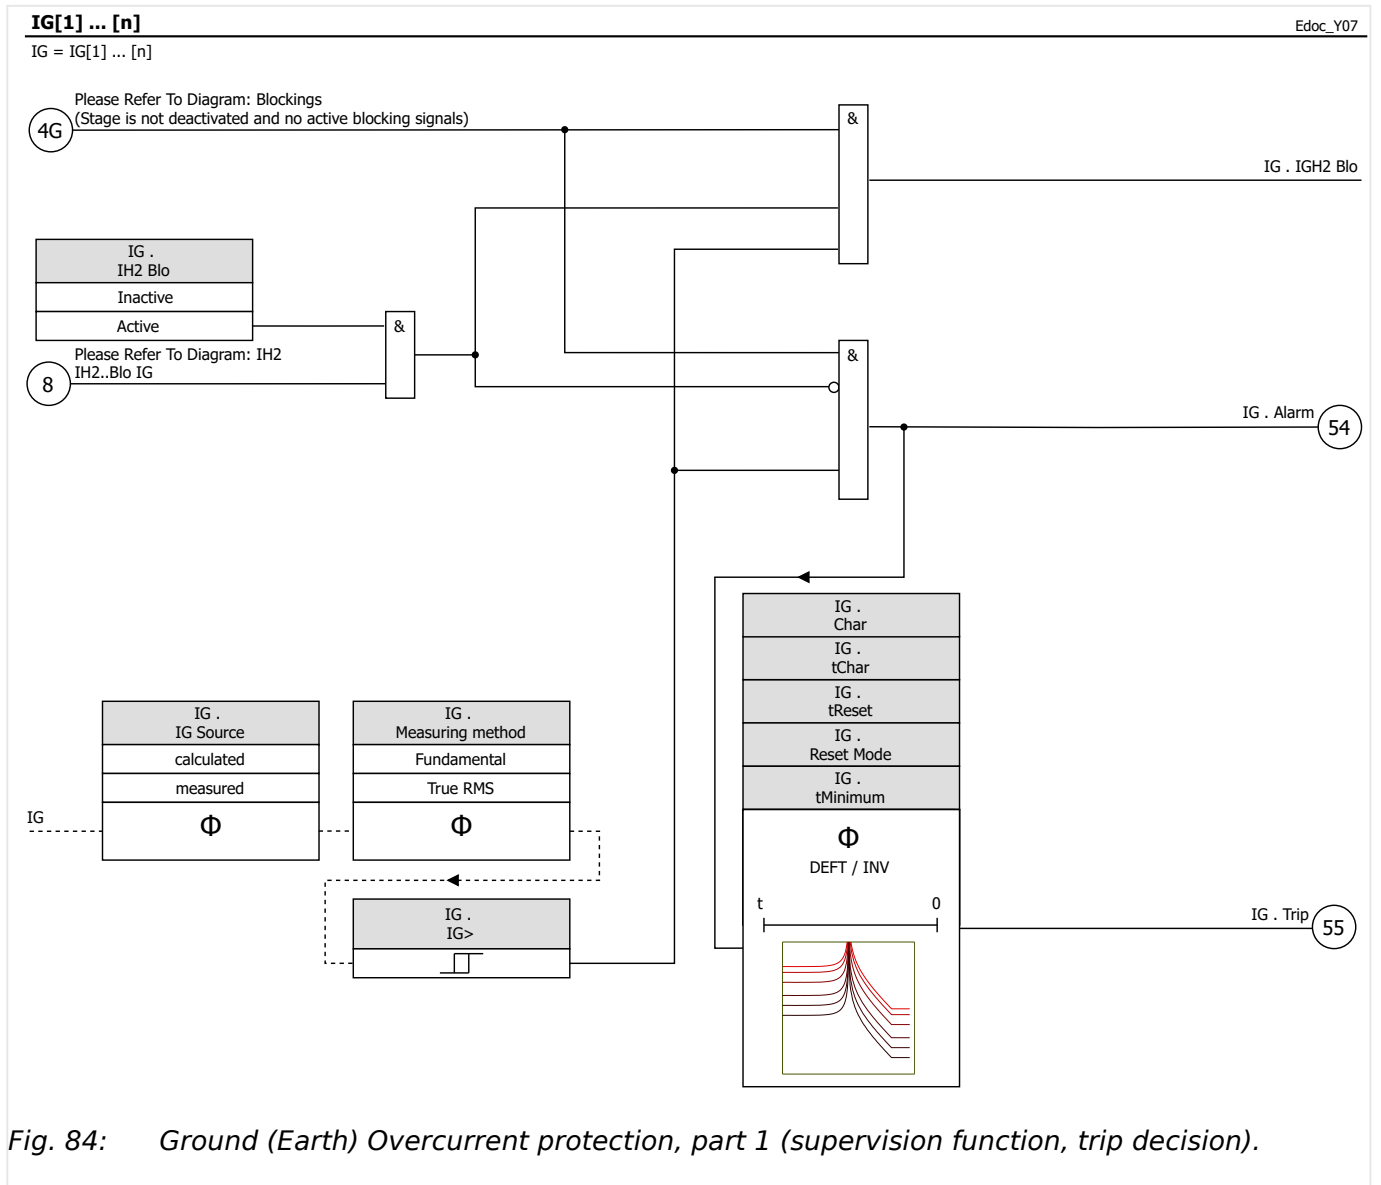 IG[1] ... [n]
Edoc_Y07
IG = IG[1] ... [n]
Please Refer To Diagram: Blockings
4G
(Stage is not deactivated and no active blocking signals)
&
IG . IGH2 Blo
IG .
IH2 Blo
Inactive
Active
&
Please Refer To Diagram: IH2
8
IH2..Blo IG
&
IG . Alarm
54
IG .
Char
IG .
tChar
IG .
tReset
IG .
Reset Mode
IG .
tMinimum
Φ
DEFT / INV
t
0
IG .
IG Source
calculated
measured
Φ
IG .
Measuring method
Fundamental
True RMS
Φ
IG
IG .
IG>
IG . Trip
55
Fig. 84: Ground (Earth) Overcurrent protection, part 1 (supervision function, trip decision).